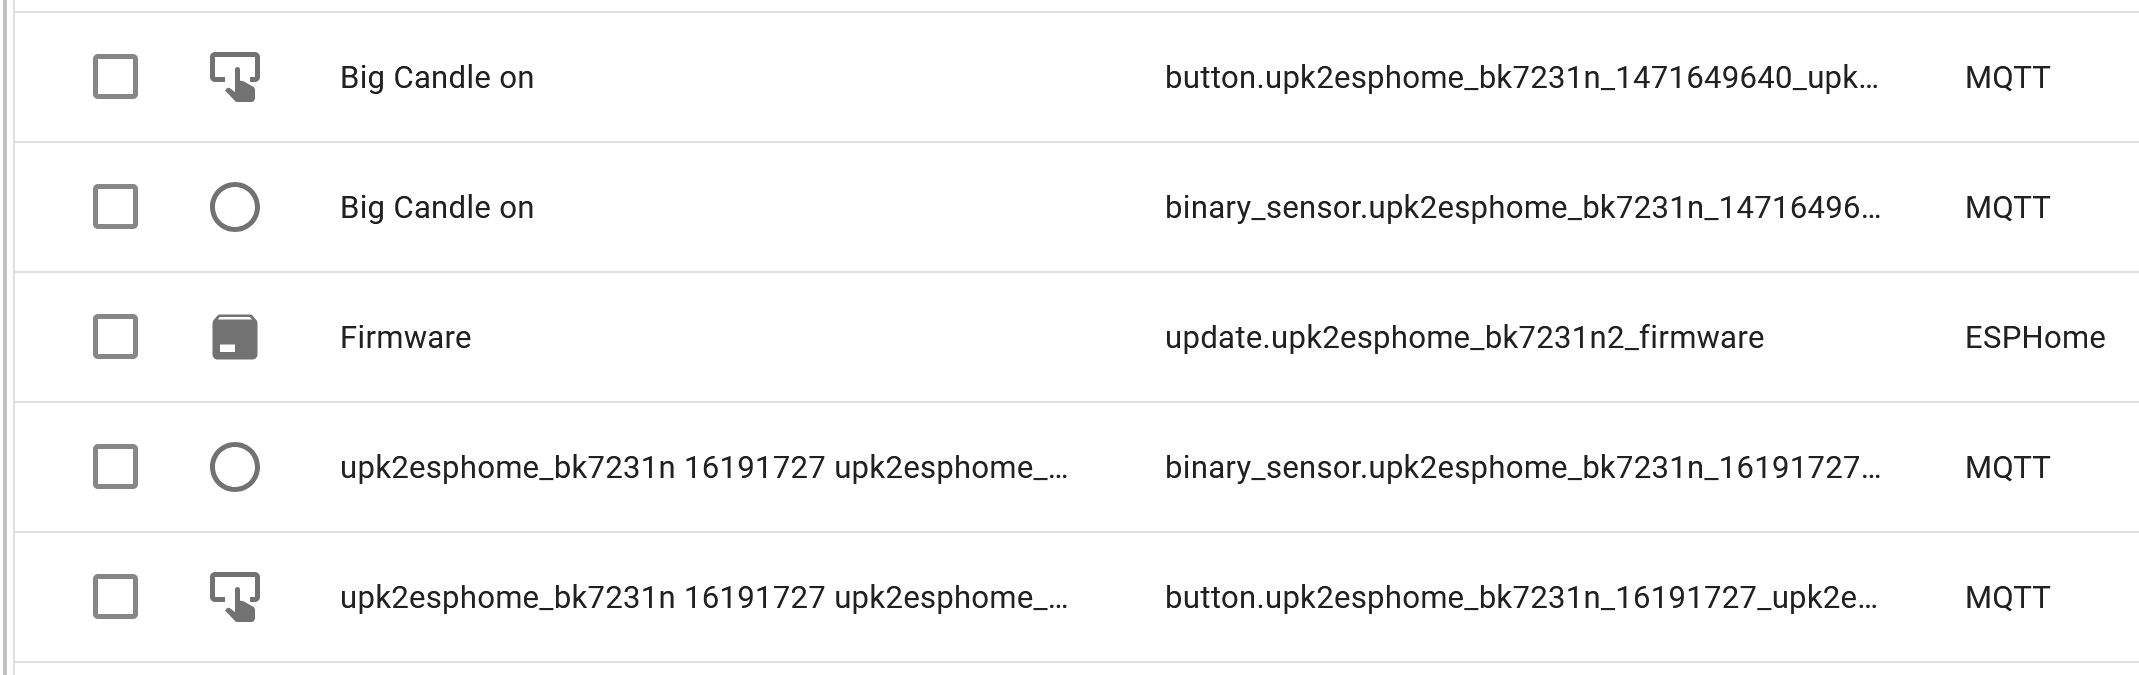 Big Candle on button.upk2esphome_bk7231n_1471649640_upk… MQTT
Big Candle on binary_sensor.upk2esphome_bk7231n_14716496… MQTT
Firmware update.upk2esphome_bk7231n2_firmware ESPHome
upk2esphome_bk7231n 16191727 upk2esphome_… binary_sensor.upk2esphome_bk7231n_16191727… MQTT
upk2esphome_bk7231n 16191727 upk2esphome_… button.upk2esphome_bk7231n_16191727_upk2e… MQTT